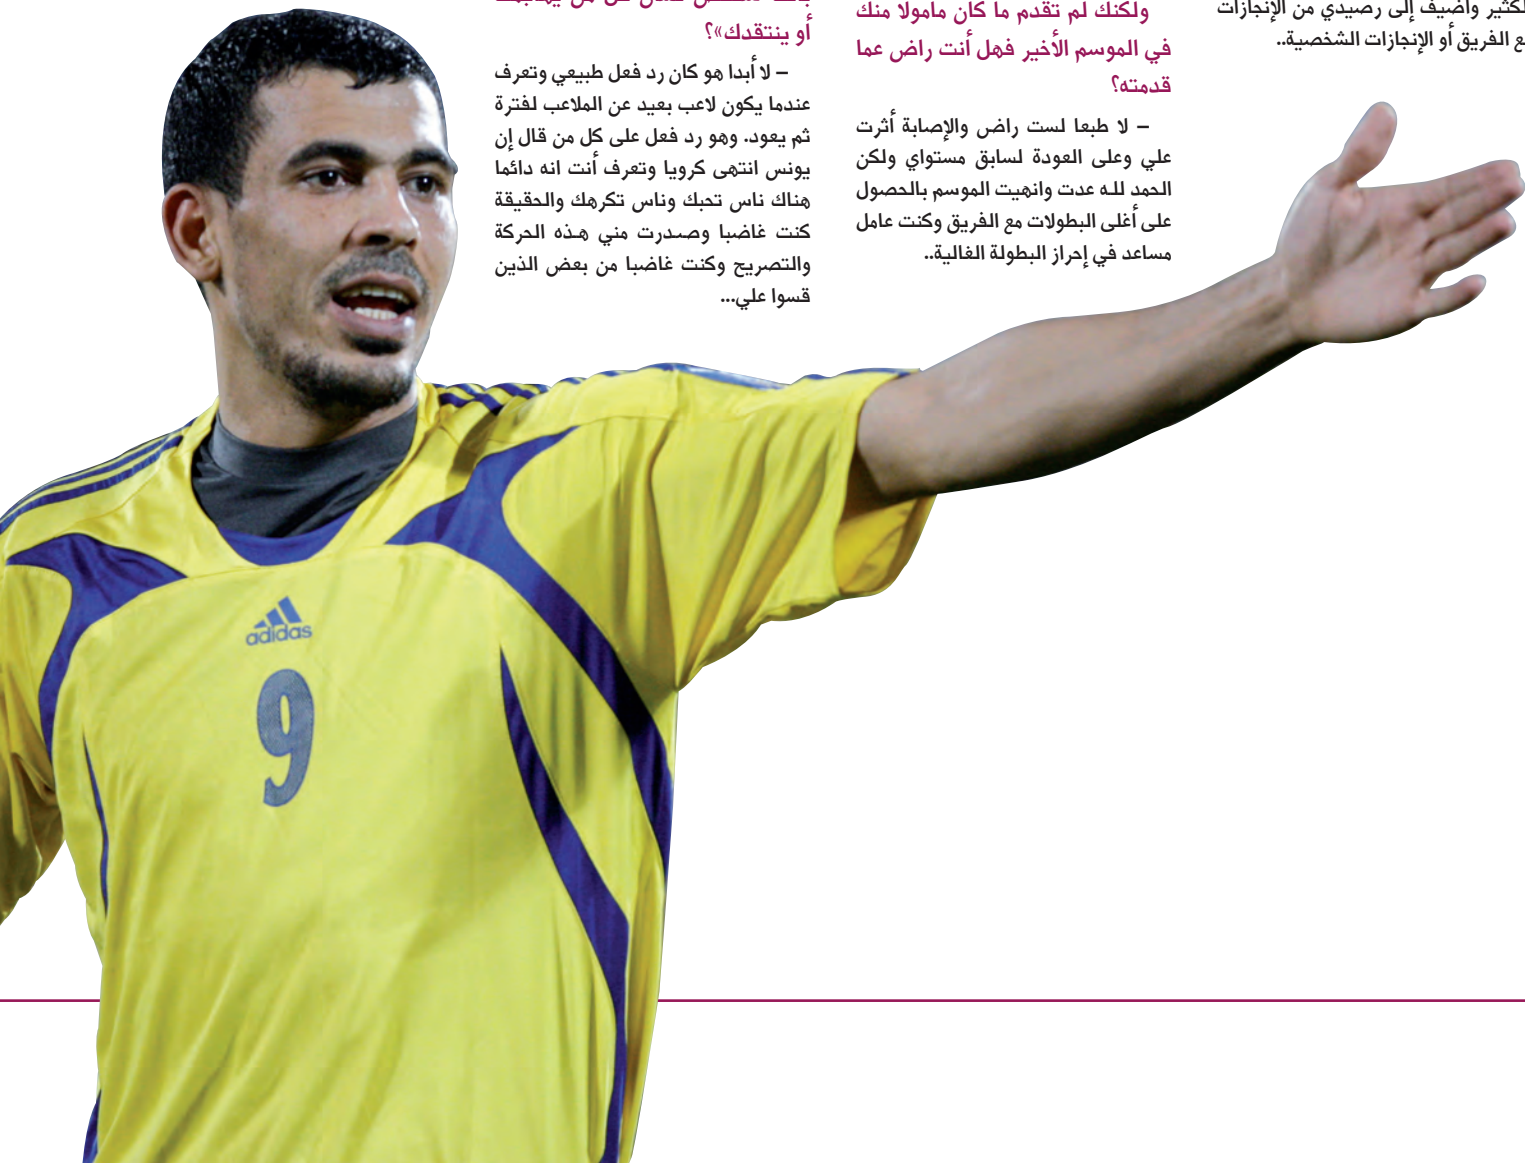 لكثير واضيف إلى رصيدي من الإنجازات
ع الفريق أو الإنجازات الشخصية..
ولكنك لم تقدم ما كان مأمولا منك
في الموسم الأخير فهل أنت راض عما
قدمته؟
– لا طبعا لست راض والإصابة أثرت
علي وعلى العودة لسابق مستواي ولكن
الحمد لله عدت وانهيت الموسم بالحصول
على أغلى البطولات مع الفريق وكنت عامل
مساعد في إحراز البطولة الغالية..
أو ينتقدك»؟
– لا أبدا هو كان رد فعل طبيعي وتعرف
عندما يكون لاعب بعيد عن الملاعب لفترة
ثم يعود. وهو رد فعل على كل من قال إن
يونس انتهى كرويا وتعرف أنت انه دائما
هناك ناس تحبك وناس تكرهك والحقيقة
كنت غاضبا وصدرت مني هذه الحركة
والتصريح وكنت غاضبا من بعض الذين
قسوا علي...
adidas
9